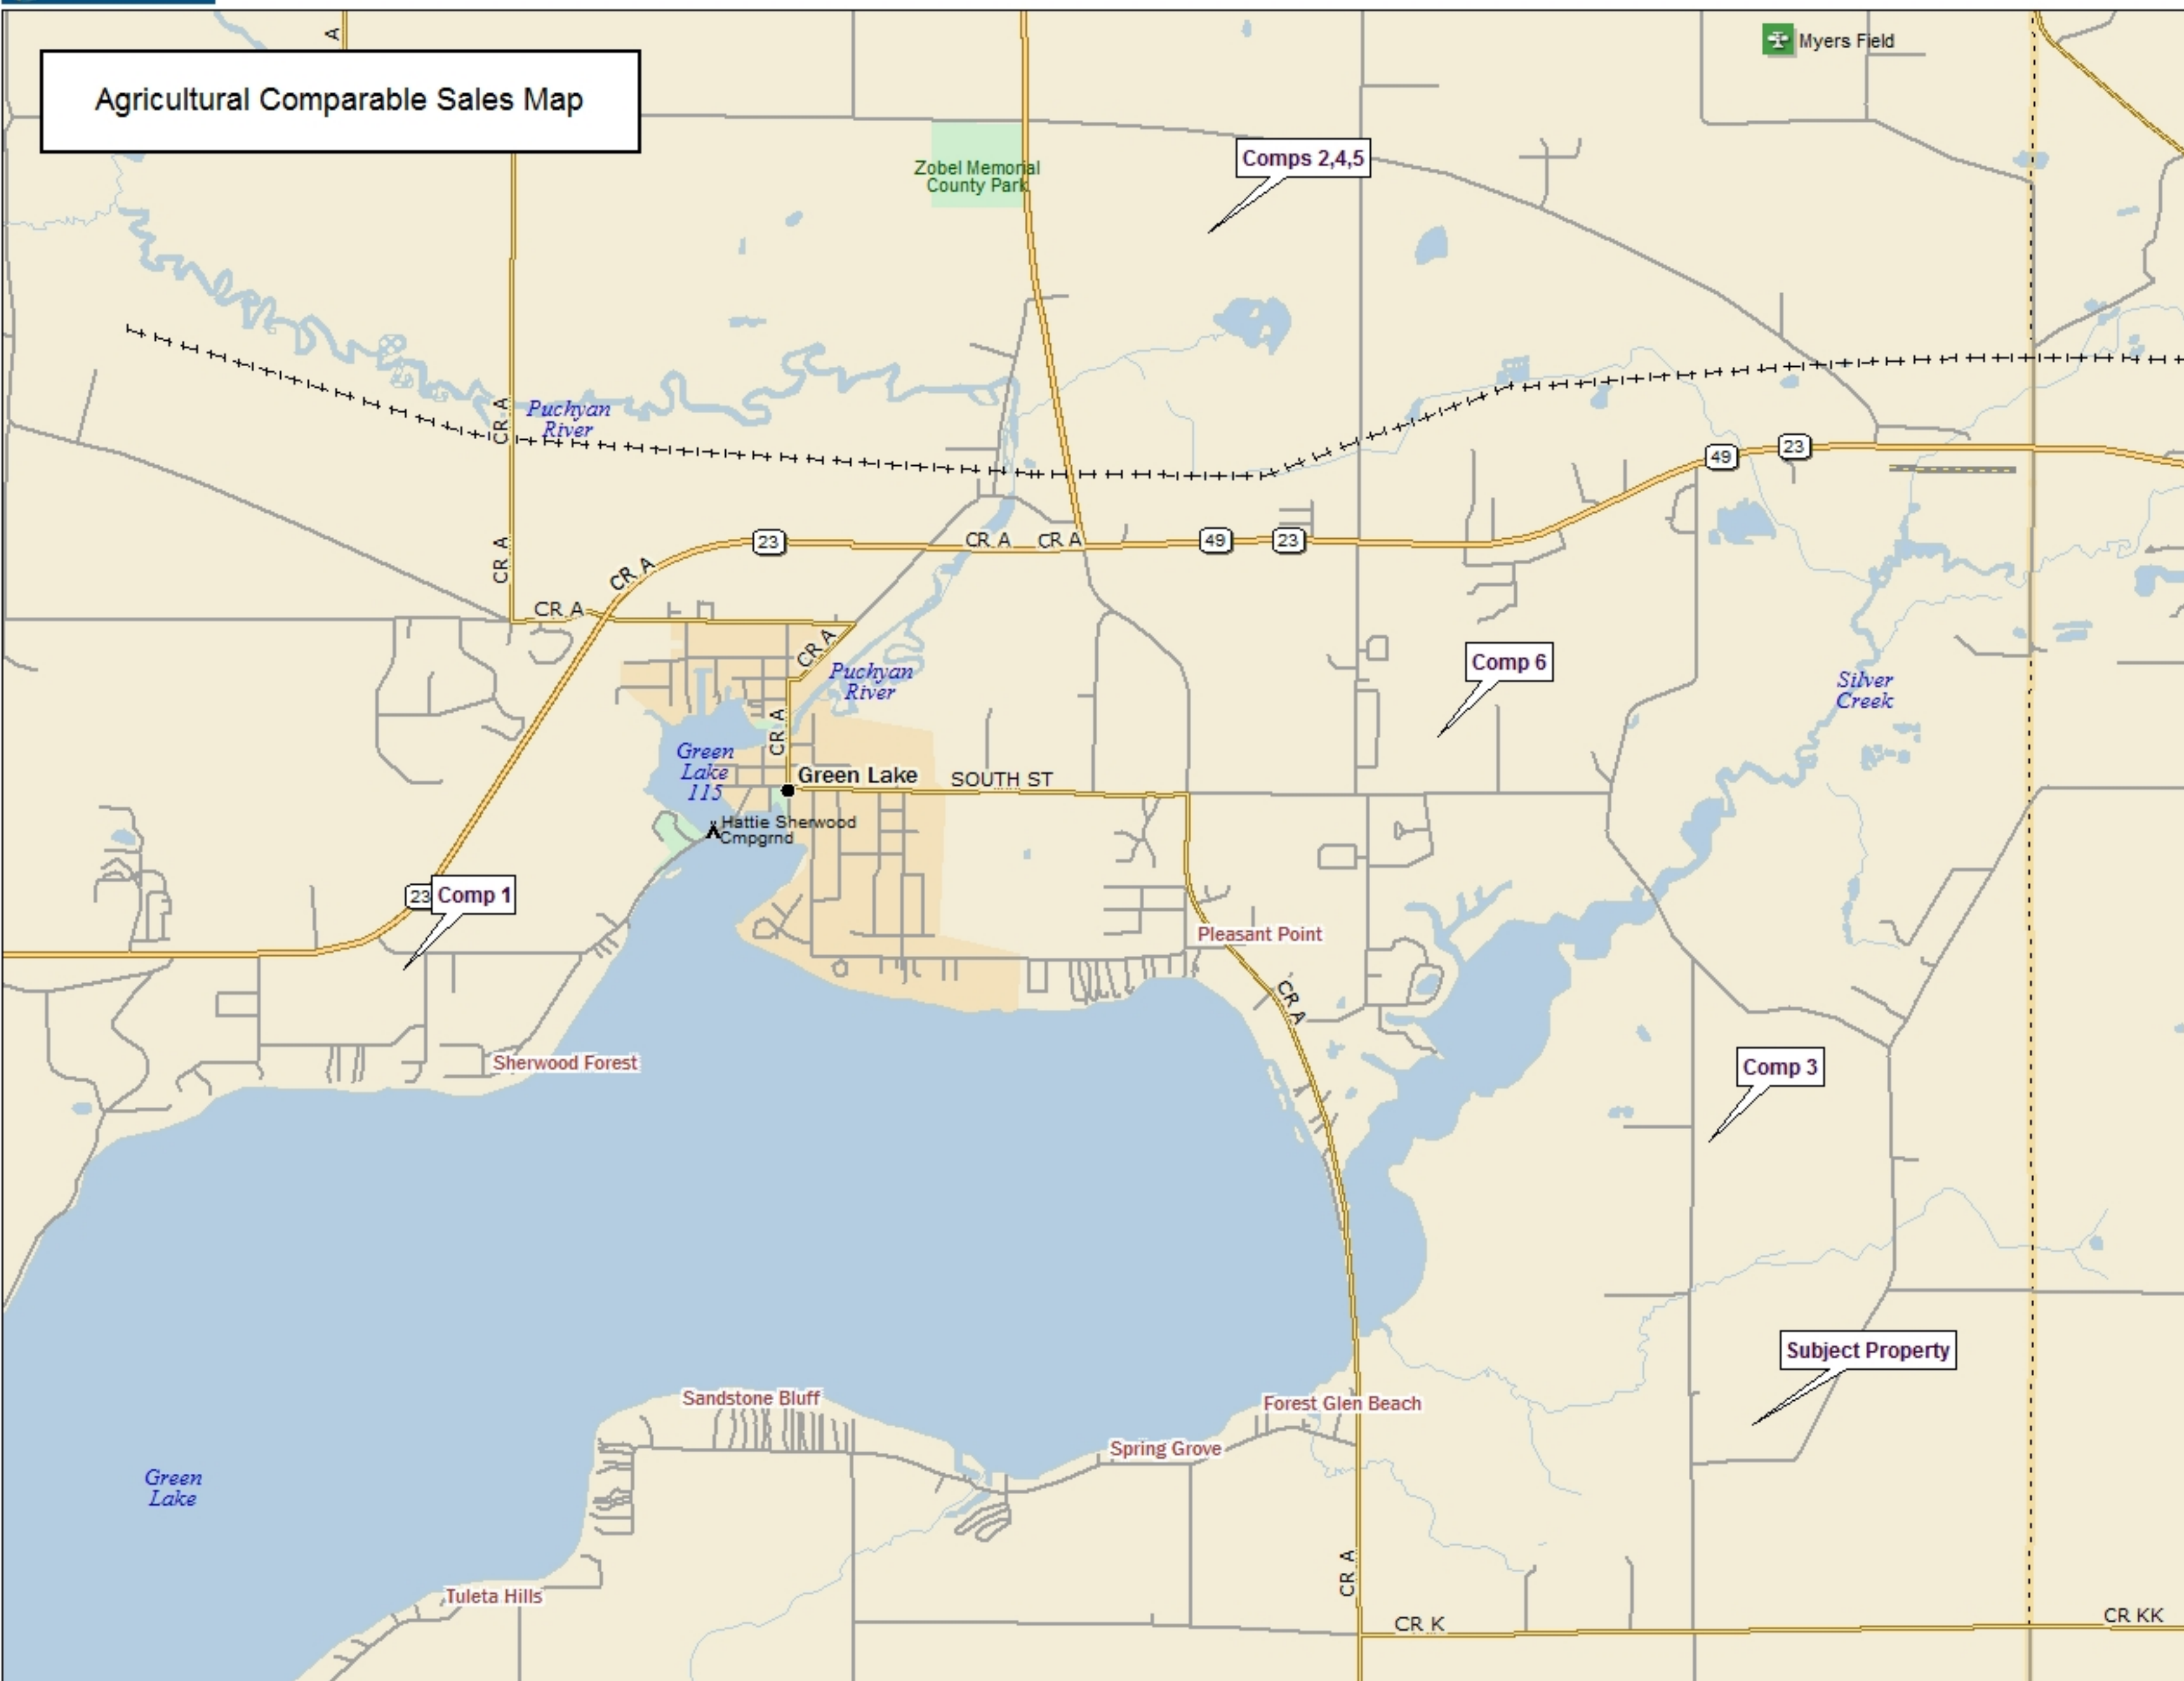 A
Myers Field
Agricultural Comparable Sales Map
Comps 2,4,5
Zobel Memorial
County Park
CR A
Puchyan
River
49
23
CR A
CR A
23
CR A
CR A
49
23
CR A
CR A
Puchyan
River
Comp 6
Silver
Creek
CR A
Green
Lake
115
Green Lake
SOUTH ST
Hattie Sherwood
Cmpgrnd
23
Comp 1
Pleasant Point
CR A
Sherwood Forest
Comp 3
Subject Property
Sandstone Bluff
Forest Glen Beach
Spring Grove
Green
Lake
CR A
Tuleta Hills
CR K
CR KK